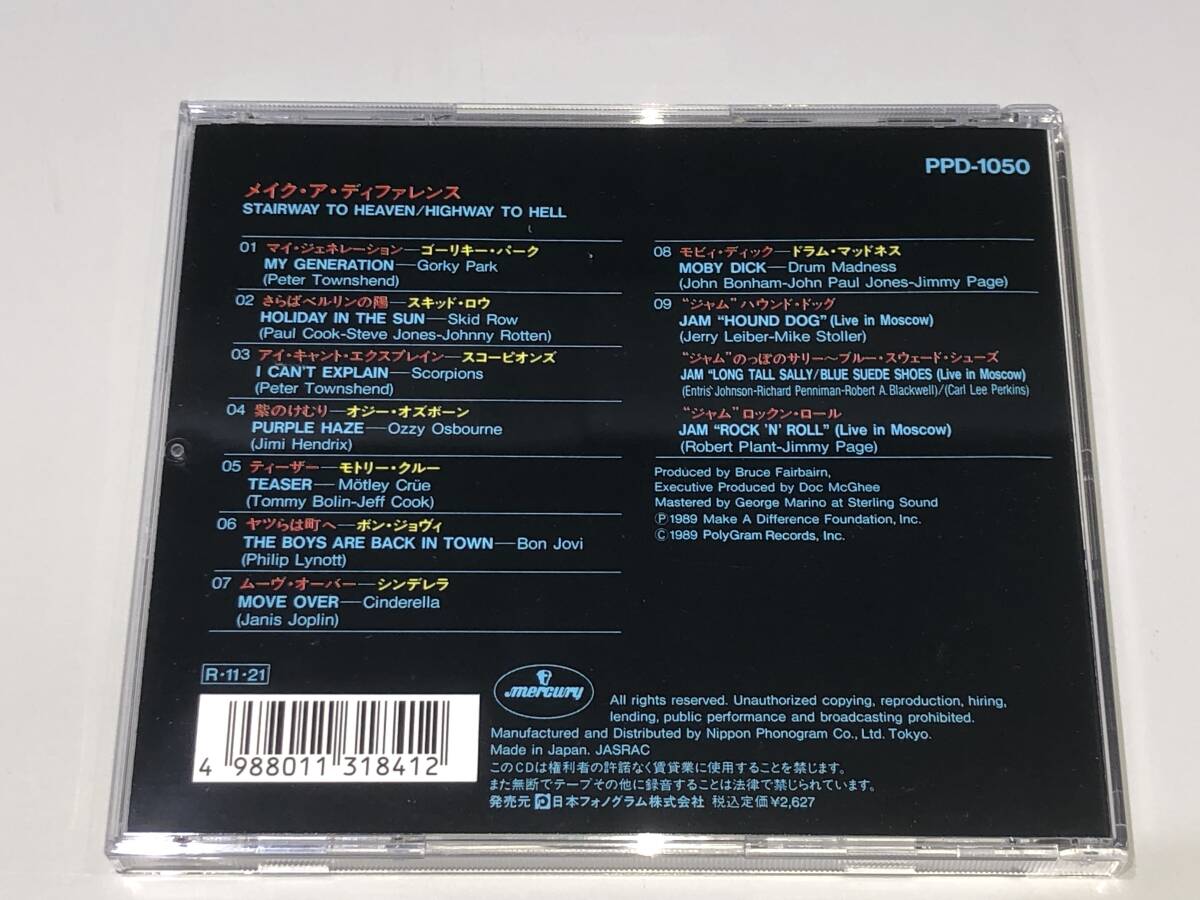 PPD-1050
メイク・ア・ディファレンス
STAIRWAY TO HEAVEN/HIGHWAY TO HELL
01 マイ・ジェネレーション—ゴーリキー・パーク
MY GENERATION—Gorky Park
(Peter Townshend)
02 さらばベルリンの陽—スキッド・ロウ
HOLIDAY IN THE SUN—Skid Row
(Paul Cook-Steve Jones-Johnny Rotten)
03 アイ・キャント・エクスプレイン—スコーピオンズ
I CAN'T EXPLAIN—Scorpions
(Peter Townshend)
04 紫のけむり—オジー・オズボーン
PURPLE HAZE—Ozzy Osbourne
(Jimi Hendrix)
05 ティーザー—モトリー・クルー
TEASER—Mötley Crüe
(Tommy Bolin-Jeff Cook)
06 ヤツらは町へ—ボン・ジョヴィ
THE BOYS ARE BACK IN TOWN—Bon Jovi
(Philip Lynott)
07 ムーヴ・オーバー—シンデレラ
MOVE OVER—Cinderella
(Janis Joplin)
08 モビィ・ディック—ドラム・マッドネス
MOBY DICK—Drum Madness
(John Bonham-John Paul Jones-Jimmy Page)
09 “ジャム”ハウンド・ドッグ
JAM “HOUND DOG” (Live in Moscow)
(Jerry Leiber-Mike Stoller)
“ジャム”のっぽのサリー～ブルー・スウェード・シューズ
JAM “LONG TALL SALLY/BLUE SUEDE SHOES (Live in Moscow)
(Entris Johnson-Richard Penniman-Robert A. Blackwell)/(Carl Lee Perkins)
“ジャム”ロックン・ロール
JAM “ROCK 'N' ROLL” (Live in Moscow)
(Robert Plant-Jimmy Page)
Produced by Bruce Fairbairn,
Executive Produced by Doc McGhee
Mastered by George Marino at Sterling Sound
Ⓟ1989 Make A Difference Foundation, Inc.
©1989 PolyGram Records, Inc.
R・11・21
4 988011 318412
mercury
All rights reserved. Unauthorized copying, reproduction, hiring,
lending, public performance and broadcasting prohibited.
Manufactured and Distributed by Nippon Phonogram Co., Ltd. Tokyo.
Made in Japan. JASRAC
このCDは権利者の許諾なく賃貸業に使用することを禁じます。
また無断でテープその他に録音することは法律で禁じられています。
発売元 日本フォノグラム株式会社 税込定価¥2,627